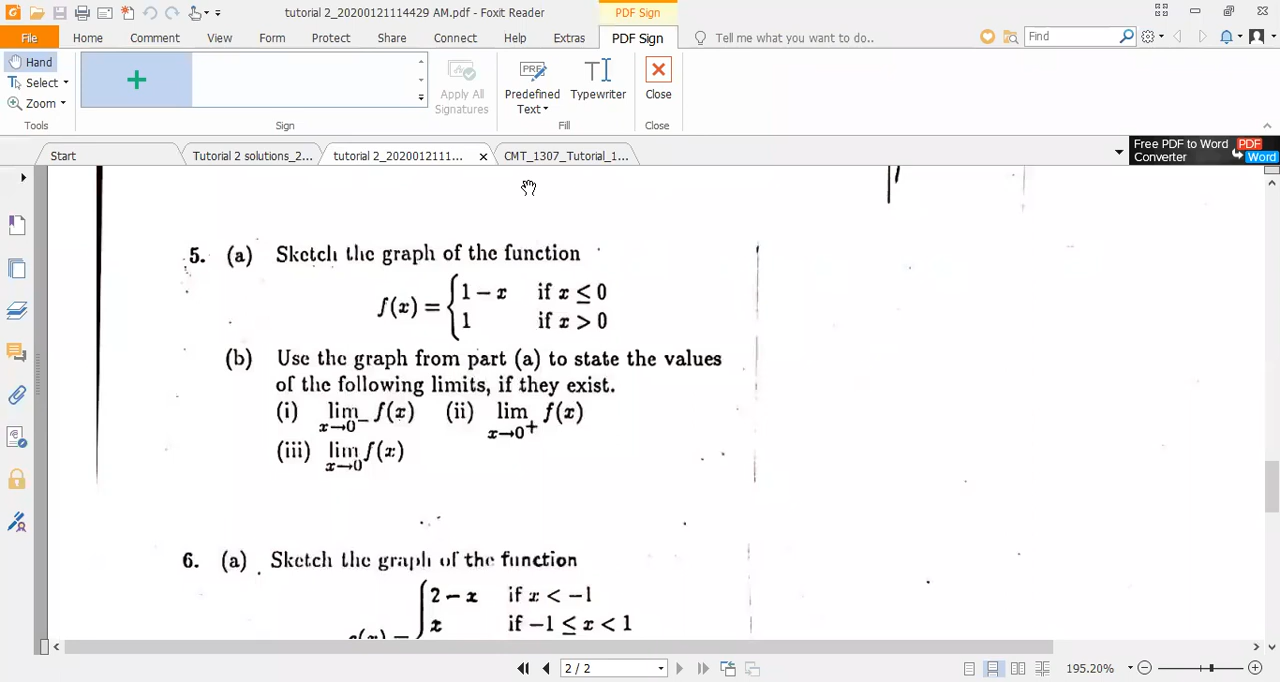 tutorial 2_20200121114429 AM.pdf - Foxit Reader
PDF Sign
File Home Comment View Form Protect Share Connect Help Extras PDF Sign Tell me what you want to do.. Find
Hand
Select
Zoom
Tools
Sign
Apply All
Signatures
PRE
Predefined
Text
Typewriter
Fill
Close
Close
Start Tutorial 2 solutions_2... tutorial 2_2020012111... CMT_1307_Tutorial_1...
Free PDF to Word PDF
Converter Word
5. (a) Sketch the graph of the function
f(x) = { 1 − x if x ≤ 0
1 if x > 0
(b) Use the graph from part (a) to state the values
of the following limits, if they exist.
(i) lim x→0⁻ f(x) (ii) lim x→0⁺ f(x)
(iii) lim x→0 f(x)
6. (a) Sketch the graph of the function
2 − x if x < −1
x if −1 ≤ x < 1
2 / 2
195.20%